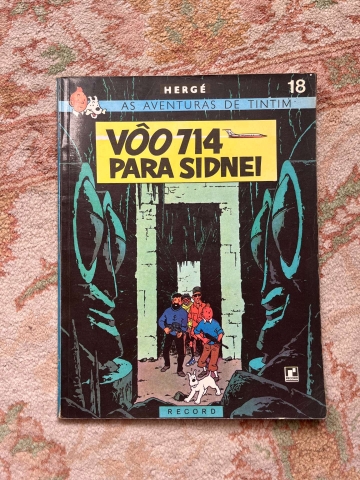 HERGÉ
18
AS AVENTURAS DE TINTIM
VÔO 714
PARA SIDNEI
RECORD